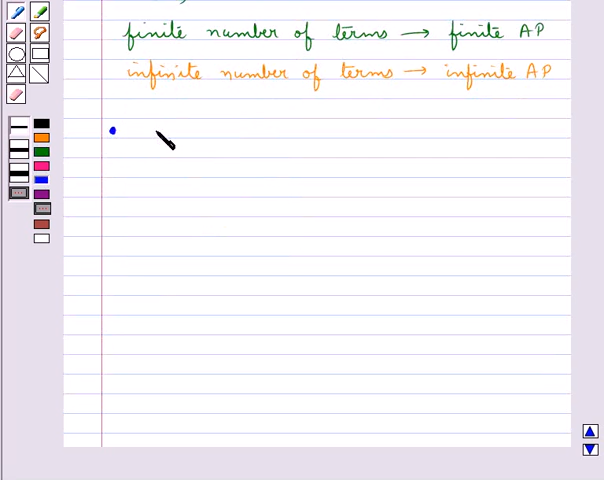 finite number of terms → finite AP
infinite number of terms → infinite AP